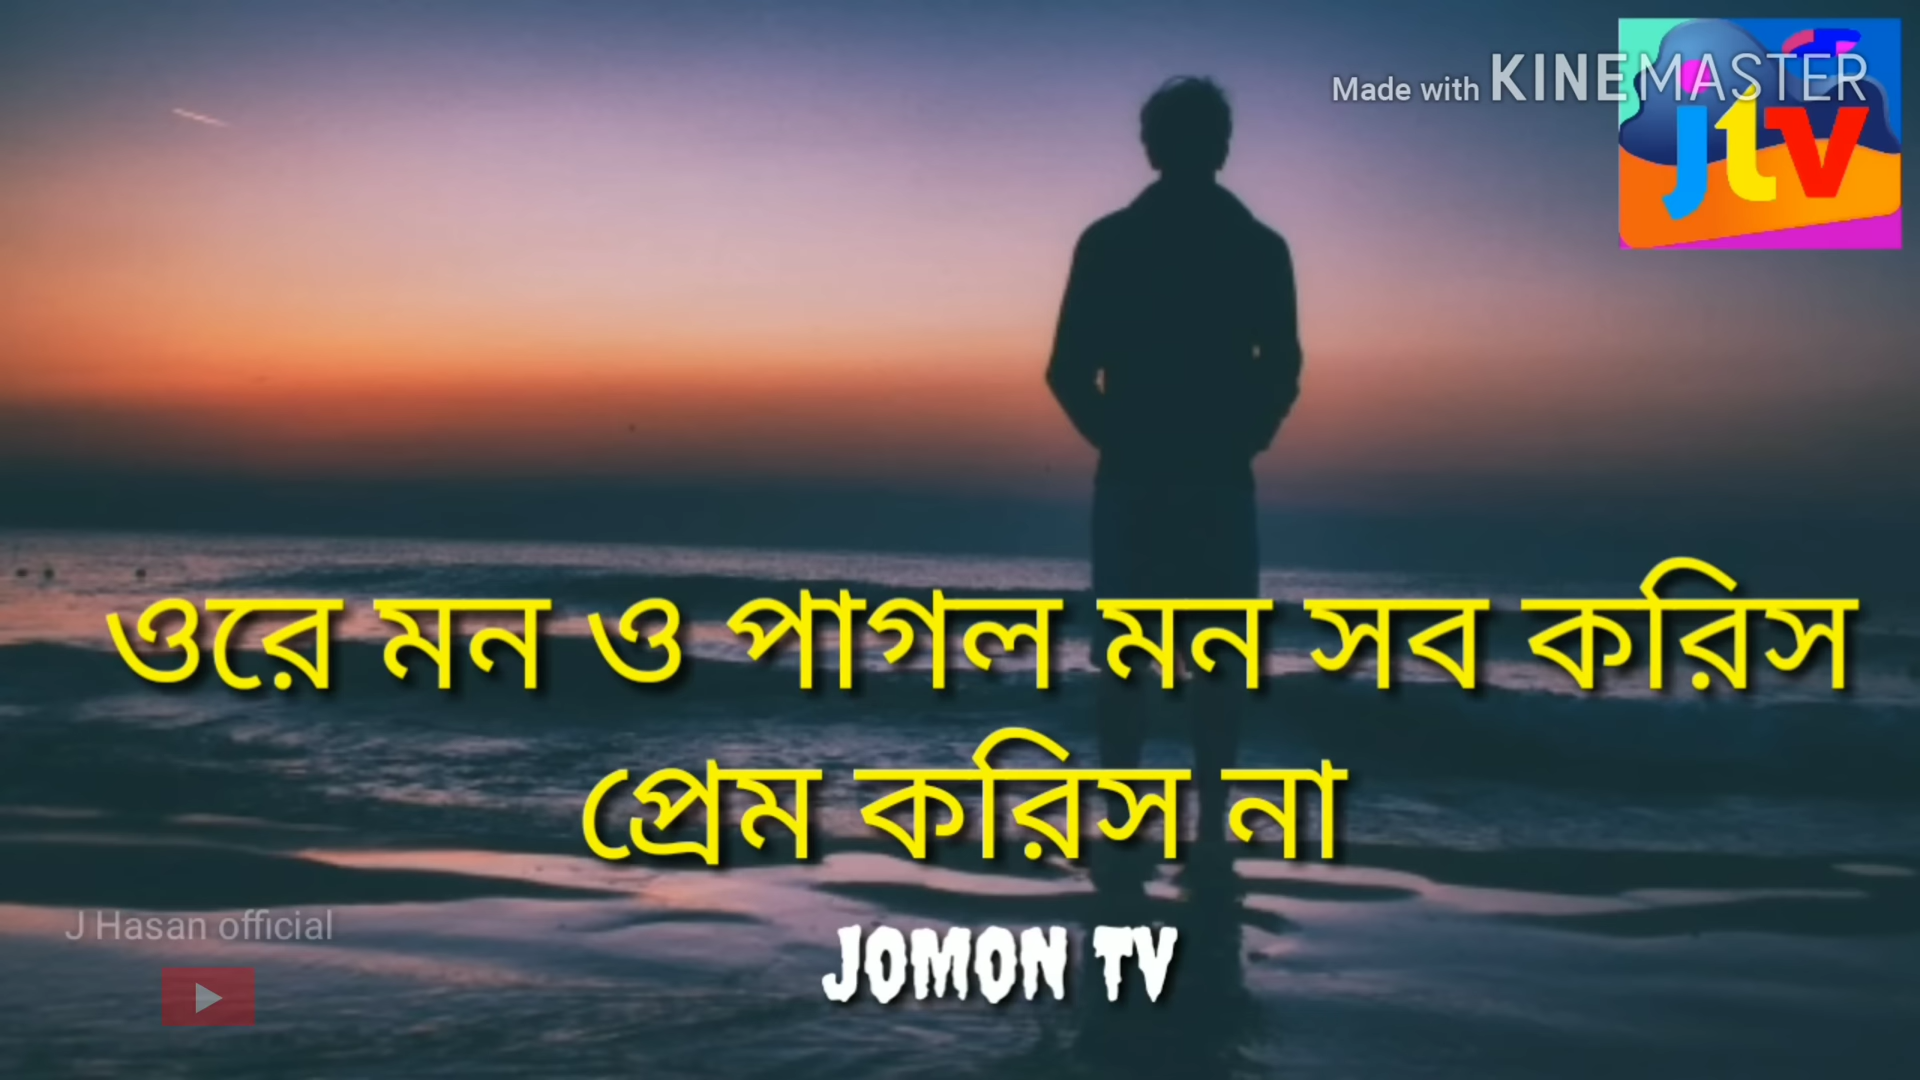 Made with KINEMASTER
jtv
ওরে মন ও পাগল মন সব করিস
প্রেম করিস না
J Hasan official
JOMON TV